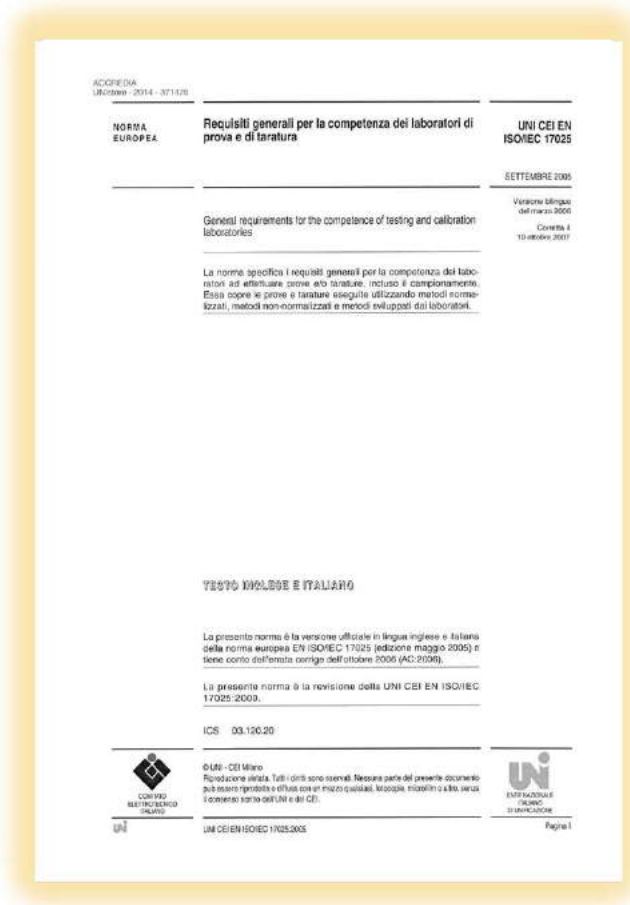 ACCREDIA
UNIstore - 2014 -
NORMA
EUROPEA
Requisiti generali per la competenza dei laboratori di
prova e di taratura
UNI CEI EN
ISO/IEC 17025
SETTEMBRE 2005
General requirements for the competence of testing and calibration
laboratories
Versione bilingue
del marzo 2006
Corretta il
10 ottobre 2007
La norma specifica i requisiti generali per la competenza dei labo-
ratori ad effettuare prove e/o tarature, incluso il campionamento.
Essa copre le prove e tarature eseguite utilizzando metodi norma-
lizzati, metodi non-normalizzati e metodi sviluppati dai laboratori.
TESTO INGLESE E ITALIANO
La presente norma è la versione ufficiale in lingua inglese e italiana
della norma europea EN ISO/IEC 17025 (edizione maggio 2005) e
tiene conto dell'errata corrige dell'ottobre 2006 (AC:2006).
La presente norma è la revisione della UNI CEI EN ISO/IEC
17025:2000.
ICS 03.120.20
COMITATO
ELETTROTECNICO
ITALIANO
© UNI - CEI Milano
Riproduzione vietata. Tutti i diritti sono riservati. Nessuna parte del presente documento
può essere riprodotta o diffusa con un mezzo qualsiasi, fotocopie, microfilm o altro, senza
il consenso scritto dell'UNI e del CEI.
UNI
ENTE NAZIONALE
ITALIANO
DI UNIFICAZIONE
UNI
UNI CEI EN ISO/IEC 17025:2005
Pagina I